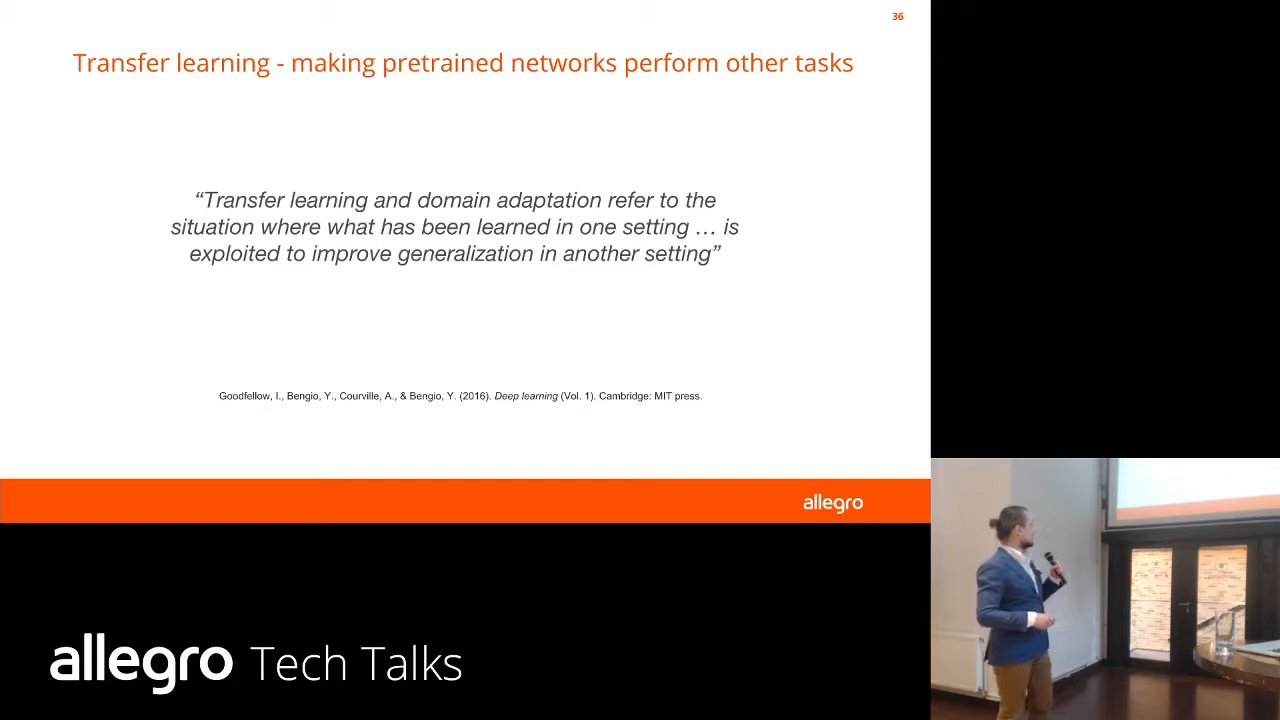 36
Transfer learning - making pretrained networks perform other tasks
“Transfer learning and domain adaptation refer to the
situation where what has been learned in one setting … is
exploited to improve generalization in another setting”
Goodfellow, I., Bengio, Y., Courville, A., & Bengio, Y. (2016). Deep learning (Vol. 1). Cambridge: MIT press.
allegro
allegro Tech Talks